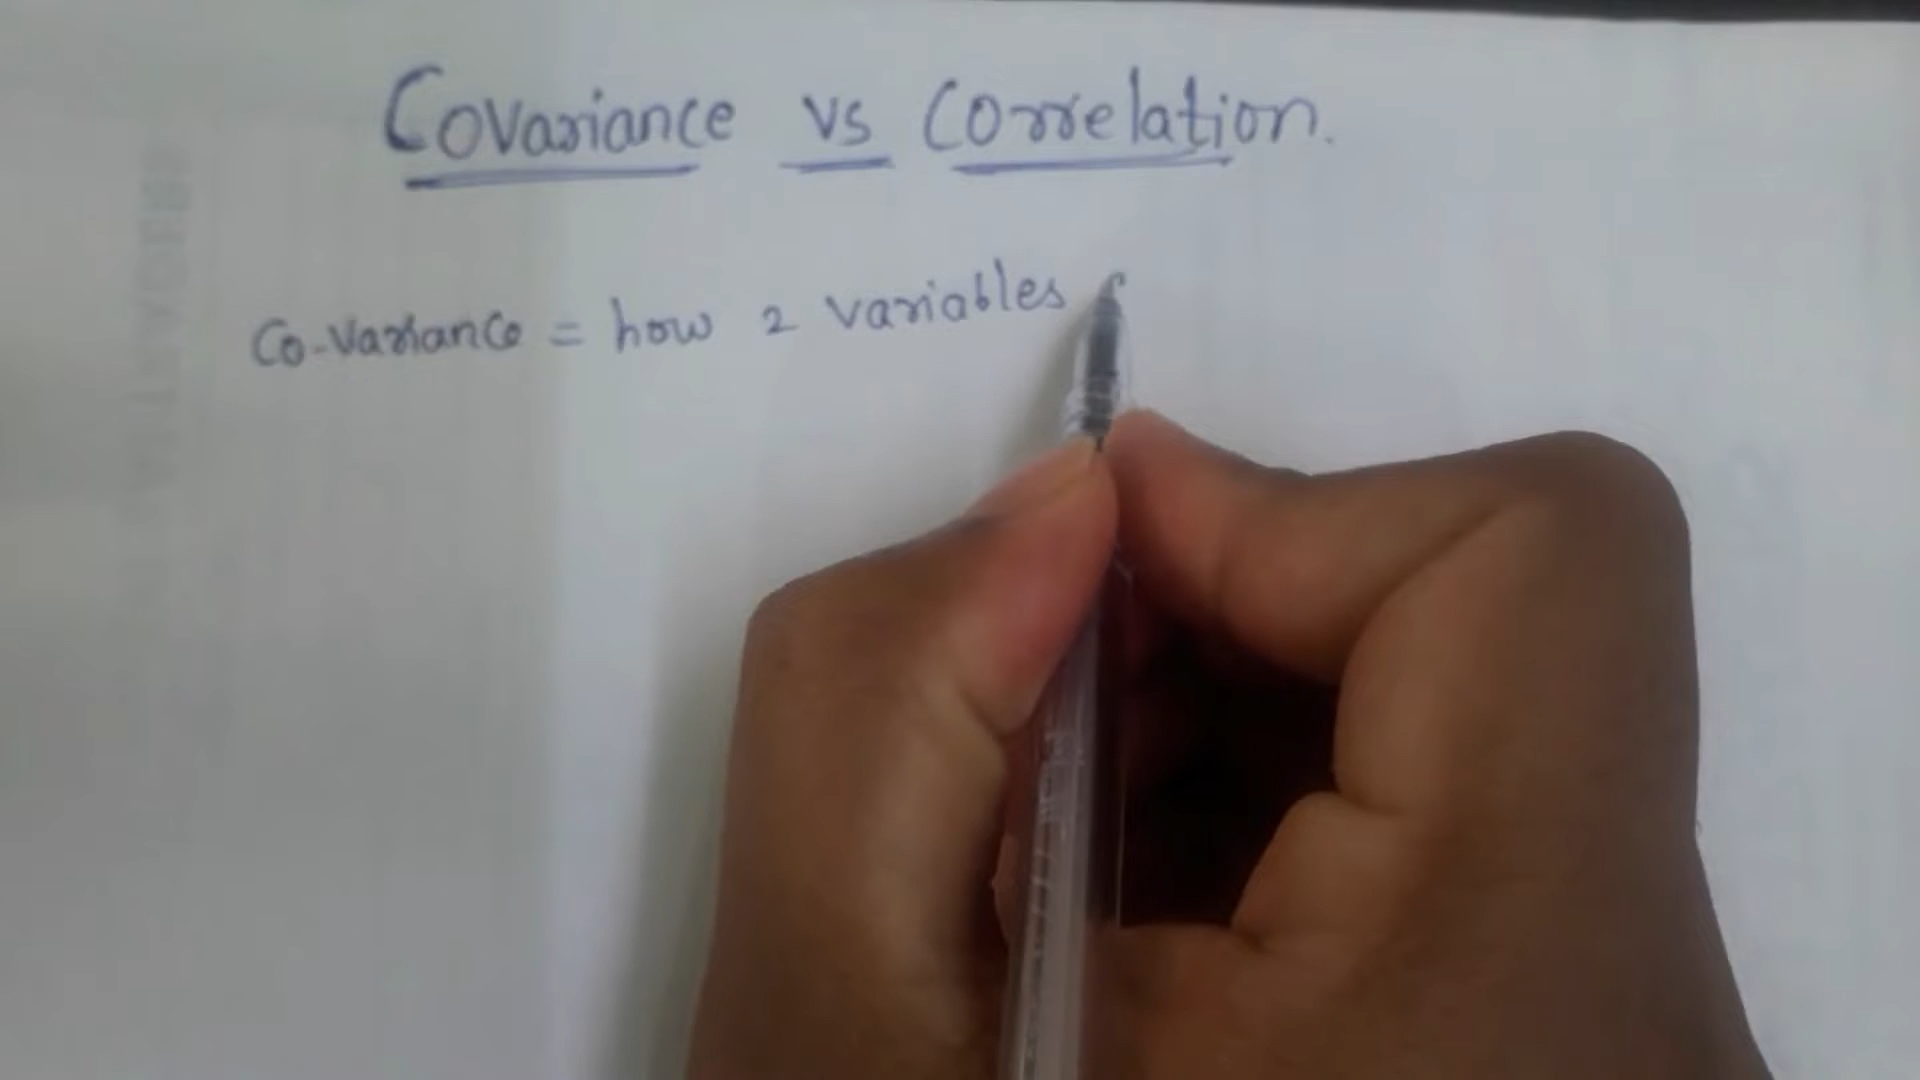 Covariance vs Correlation.
Co-Variance = how 2 variables